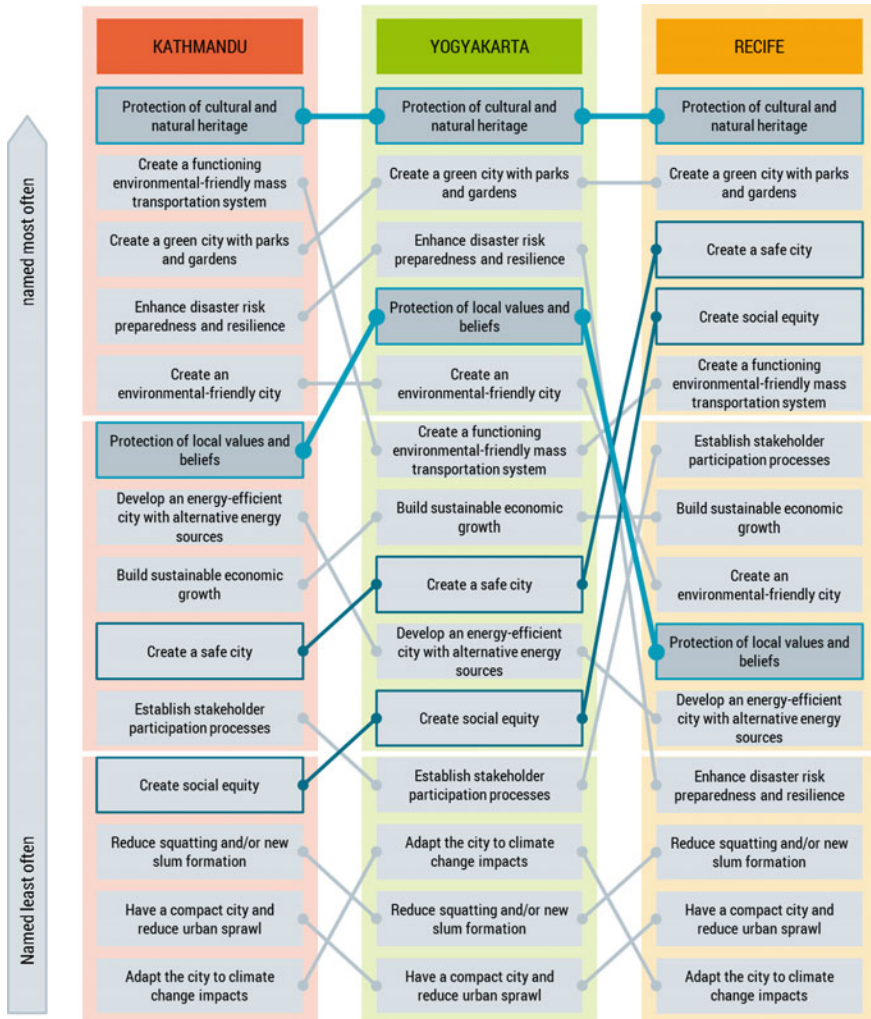 KATHMANDU
YOGYAKARTA
RECIFE
named most often
Named least often
Protection of cultural and
natural heritage
Create a functioning
environmental-friendly mass
transportation system
Create a green city with parks
and gardens
Enhance disaster risk
preparedness and resilience
Create an
environmental-friendly city
Protection of local values and
beliefs
Develop an energy-efficient
city with alternative energy
sources
Build sustainable economic
growth
Create a safe city
Establish stakeholder
participation processes
Create social equity
Reduce squatting and/or new
slum formation
Have a compact city and
reduce urban sprawl
Adapt the city to climate
change impacts
Protection of cultural and
natural heritage
Create a green city with parks
and gardens
Enhance disaster risk
preparedness and resilience
Protection of local values and
beliefs
Create an
environmental-friendly city
Create a functioning
environmental-friendly mass
transportation system
Build sustainable economic
growth
Create a safe city
Develop an energy-efficient
city with alternative energy
sources
Create social equity
Establish stakeholder
participation processes
Adapt the city to climate
change impacts
Reduce squatting and/or new
slum formation
Have a compact city and
reduce urban sprawl
Protection of cultural and
natural heritage
Create a green city with parks
and gardens
Create a safe city
Create social equity
Create a functioning
environmental-friendly mass
transportation system
Establish stakeholder
participation processes
Build sustainable economic
growth
Create an
environmental-friendly city
Protection of local values and
beliefs
Develop an energy-efficient
city with alternative energy
sources
Enhance disaster risk
preparedness and resilience
Reduce squatting and/or new
slum formation
Have a compact city and
reduce urban sprawl
Adapt the city to climate
change impacts